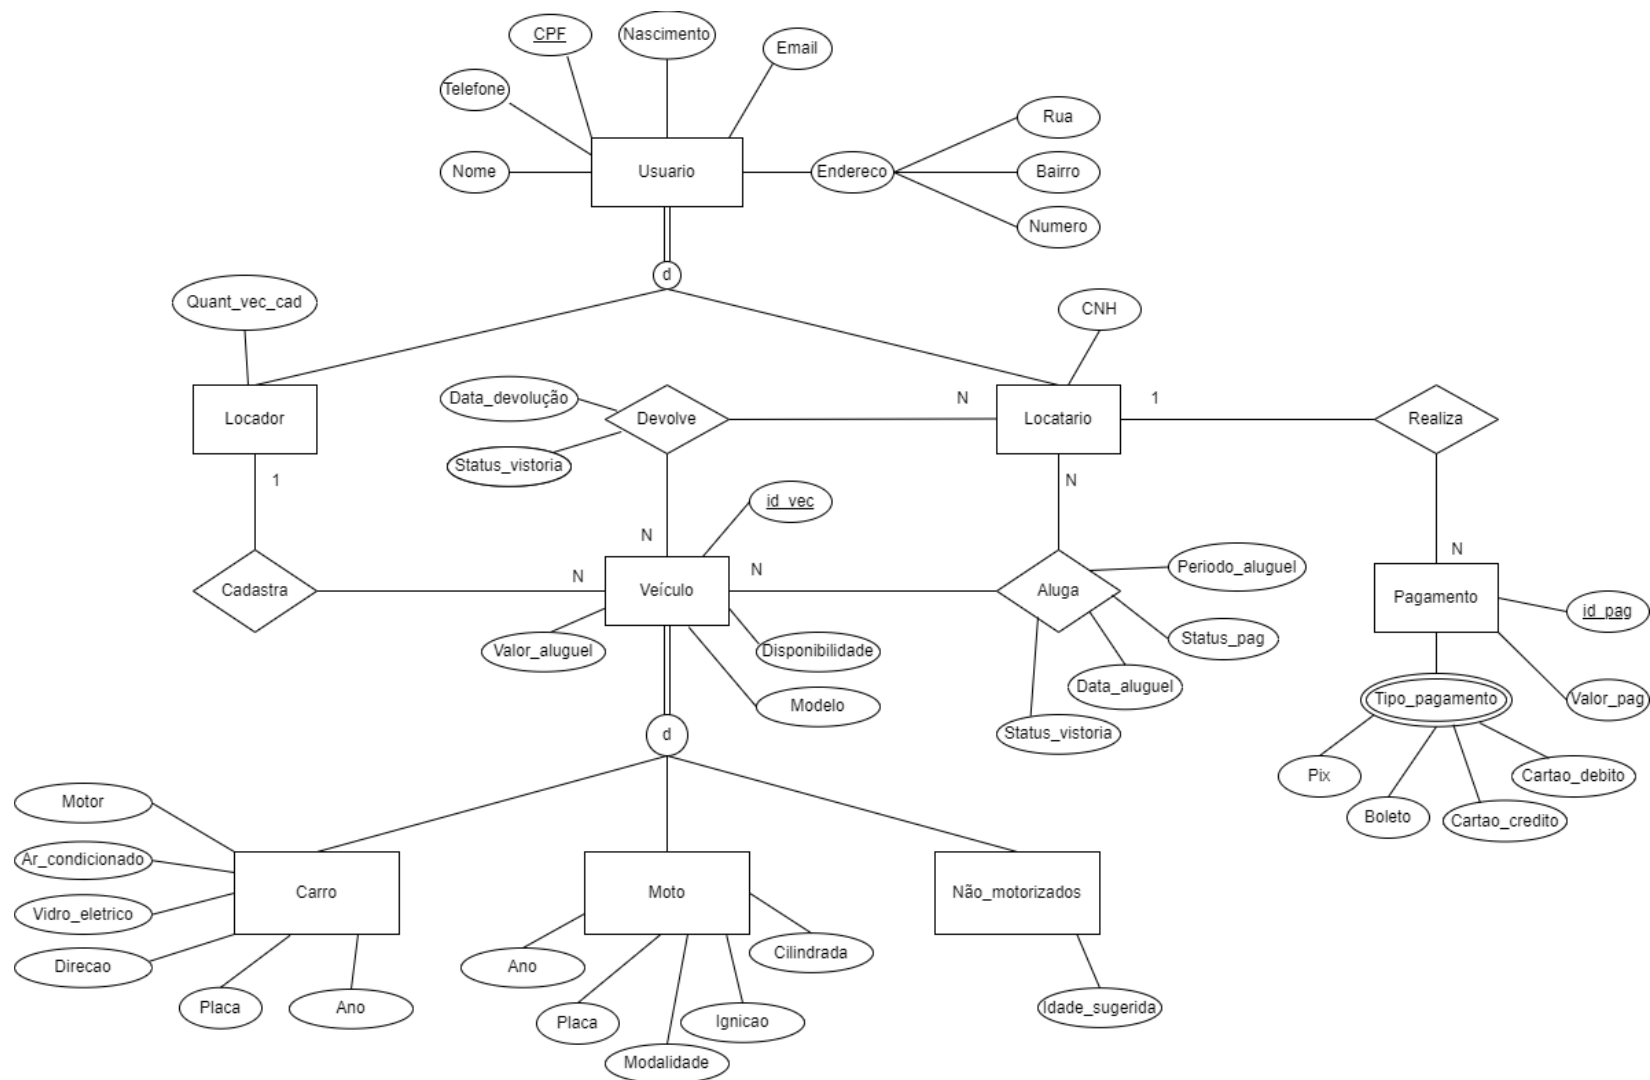 CPF
Nascimento
Email
Telefone
Rua
Nome
Usuario
Endereco
Bairro
Numero
d
Quant_vec_cad
CNH
Data_devolução
Devolve
N
Locatario
1
Realiza
Locador
Status_vistoria
1
N
id_vec
N
N
Periodo_aluguel
N
Cadastra
N
Veículo
N
Aluga
Pagamento
id_pag
Valor_aluguel
Disponibilidade
Status_pag
Data_aluguel
Modelo
Tipo_pagamento
Valor_pag
d
Status_vistoria
Pix
Cartao_debito
Motor
Boleto
Cartao_credito
Ar_condicionado
Carro
Moto
Não_motorizados
Vidro_eletrico
Cilindrada
Direcao
Ano
Placa
Ano
Placa
Ignicao
Idade_sugerida
Modalidade